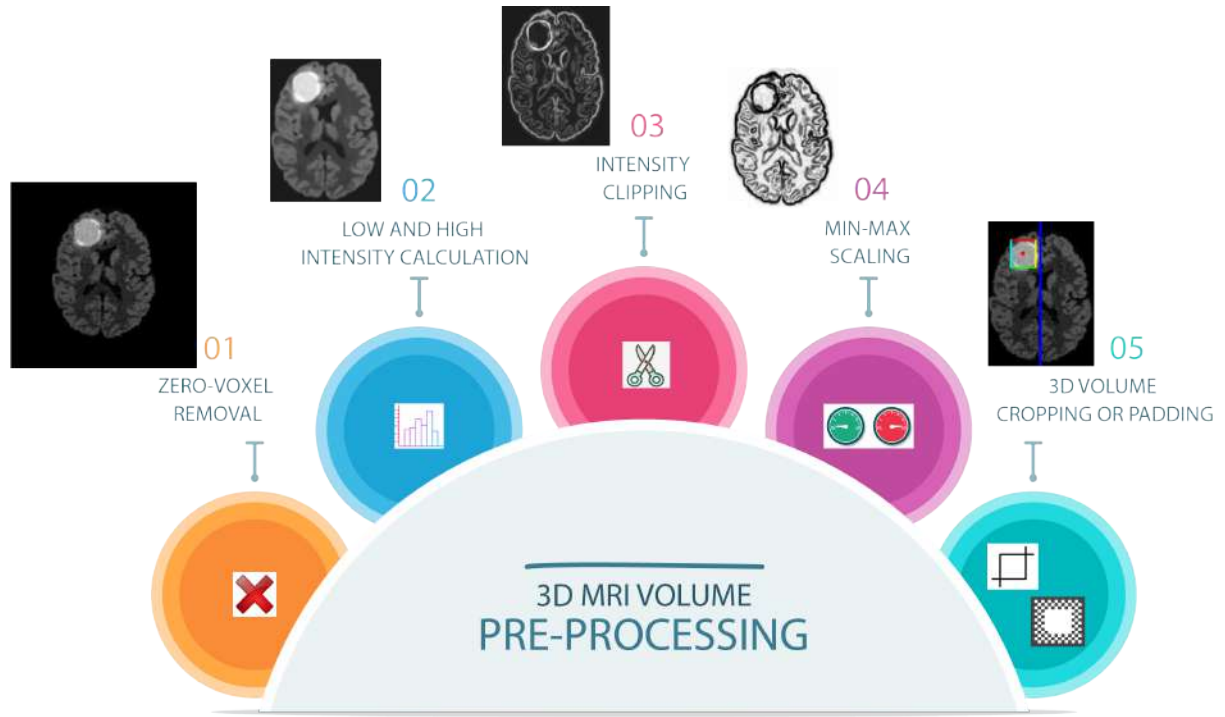 01
ZERO-VOXEL
REMOVAL
02
LOW AND HIGH
INTENSITY CALCULATION
03
INTENSITY
CLIPPING
04
MIN-MAX
SCALING
05
3D VOLUME
CROPPING OR PADDING
3D MRI VOLUME
PRE-PROCESSING